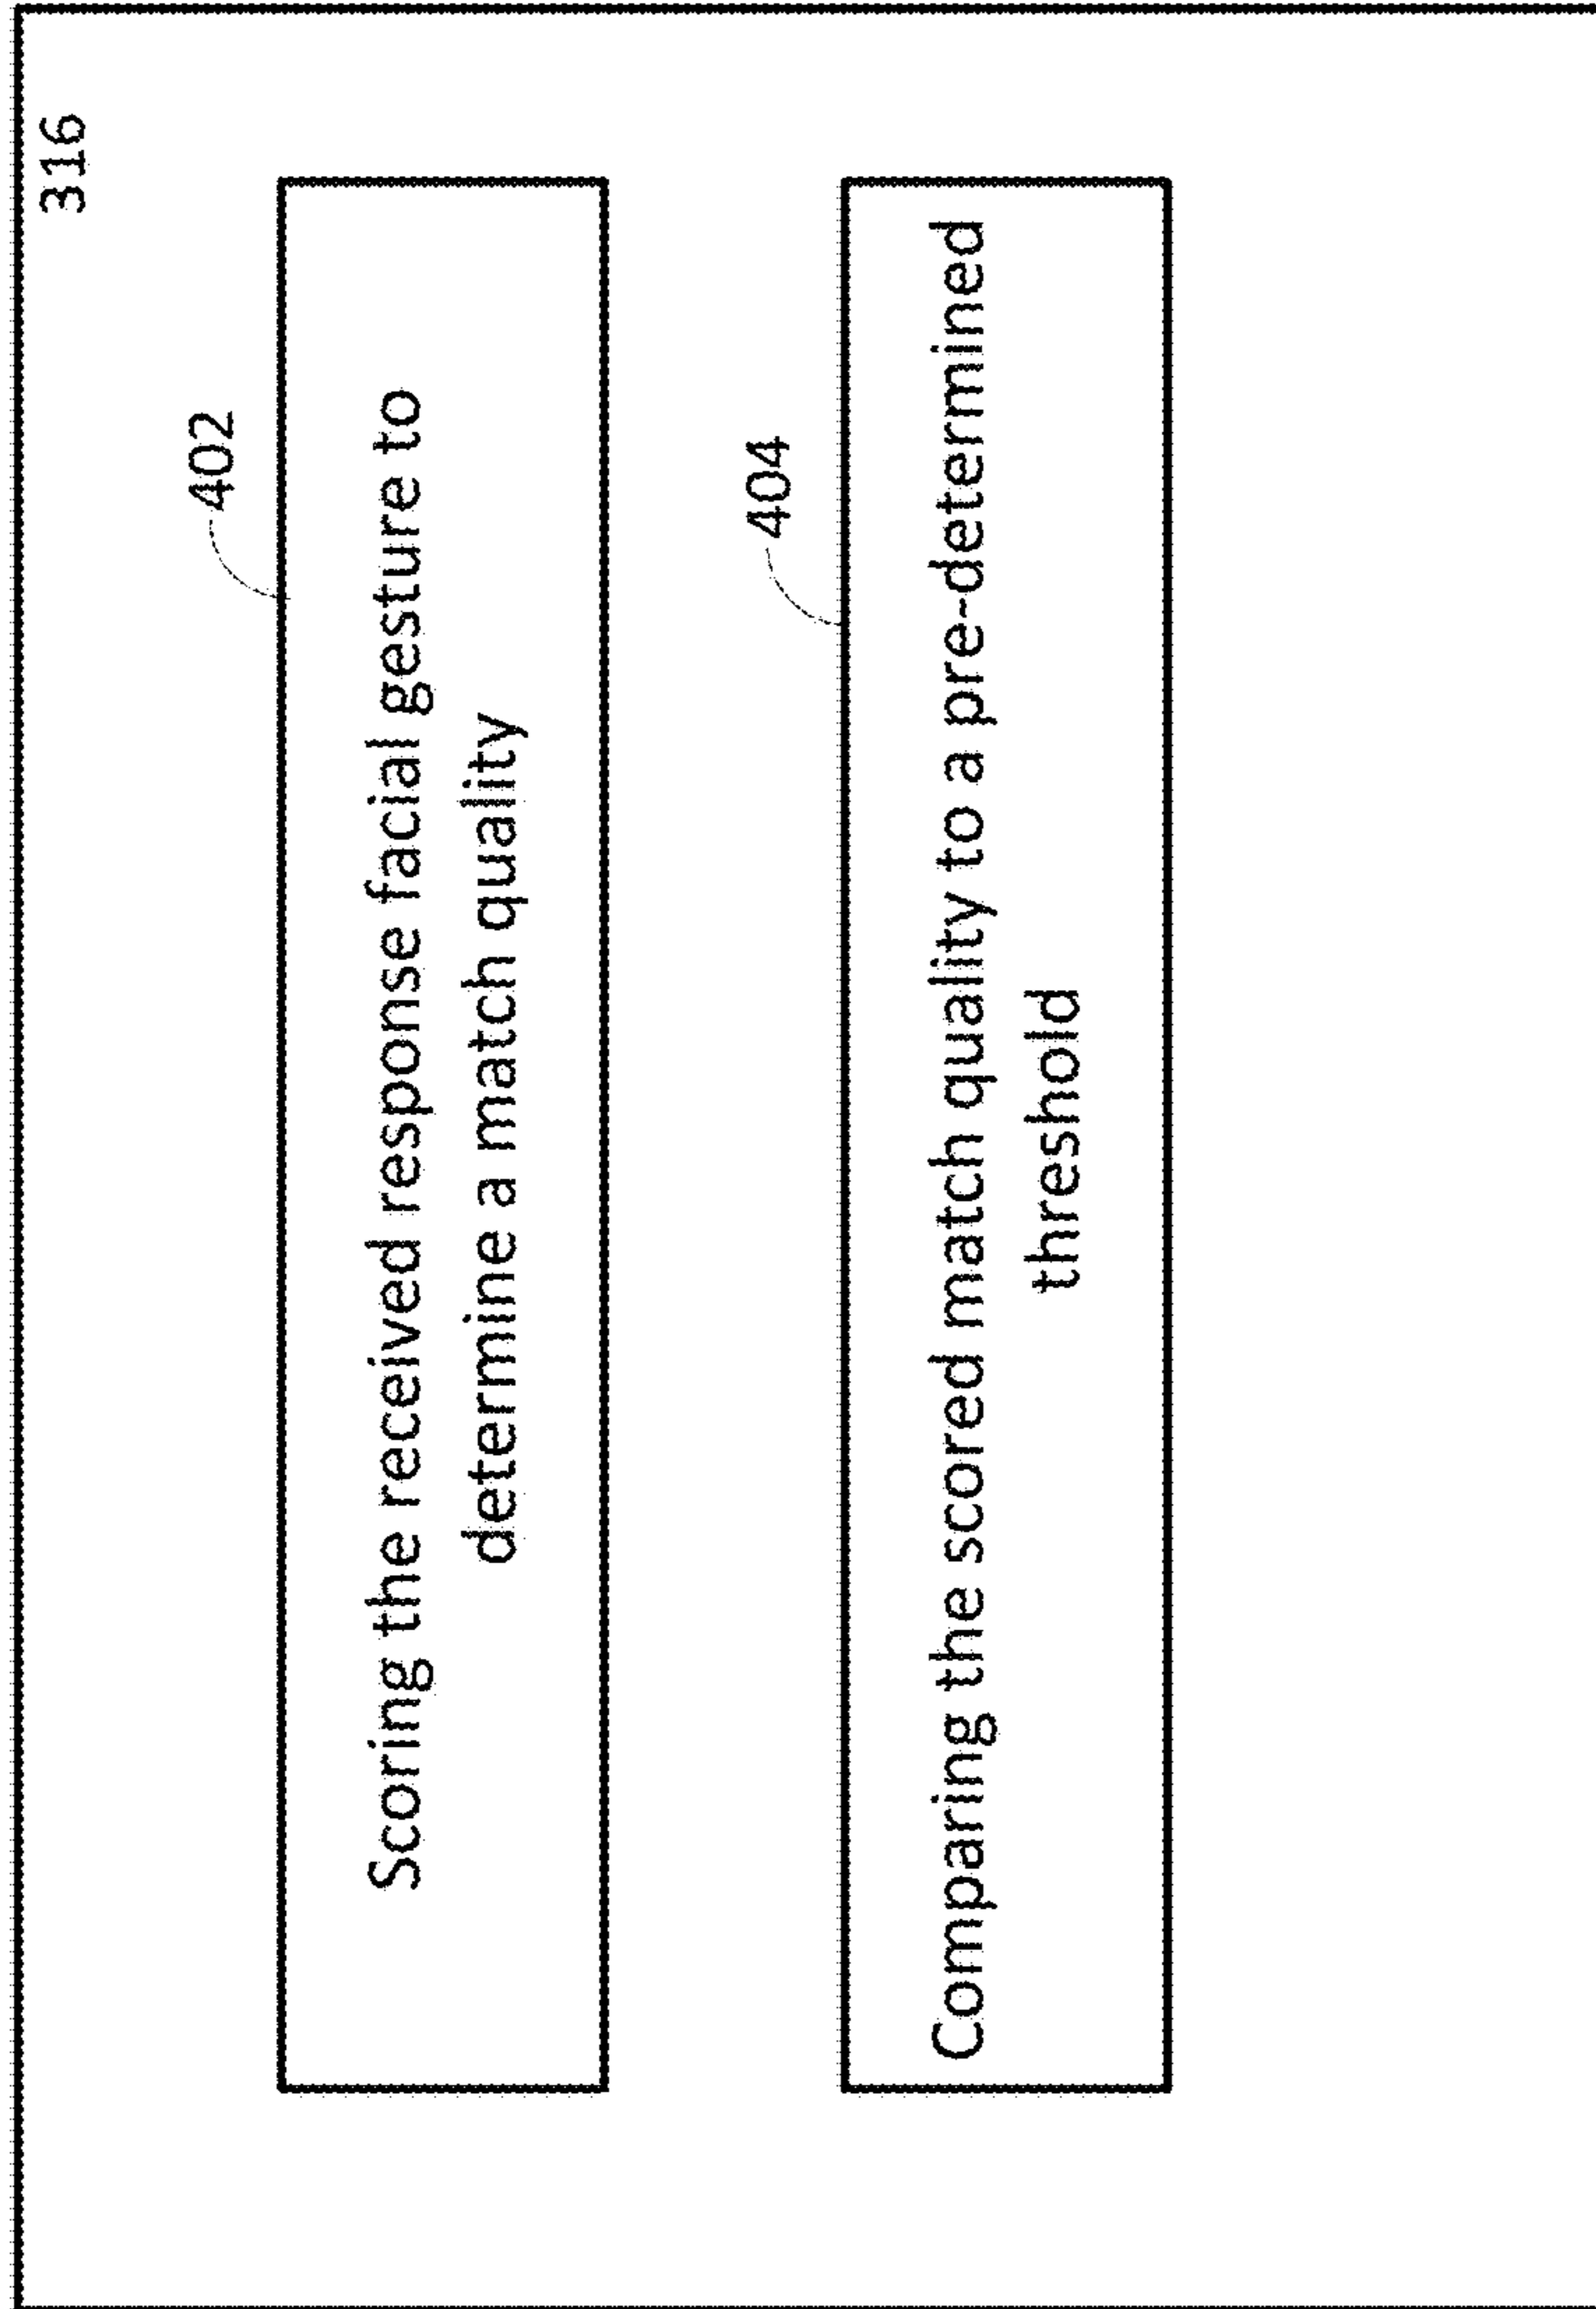 316
402
Scoring the received response facial gesture to
determine a match quality
404
Comparing the scored match quality to a pre-determined
threshold